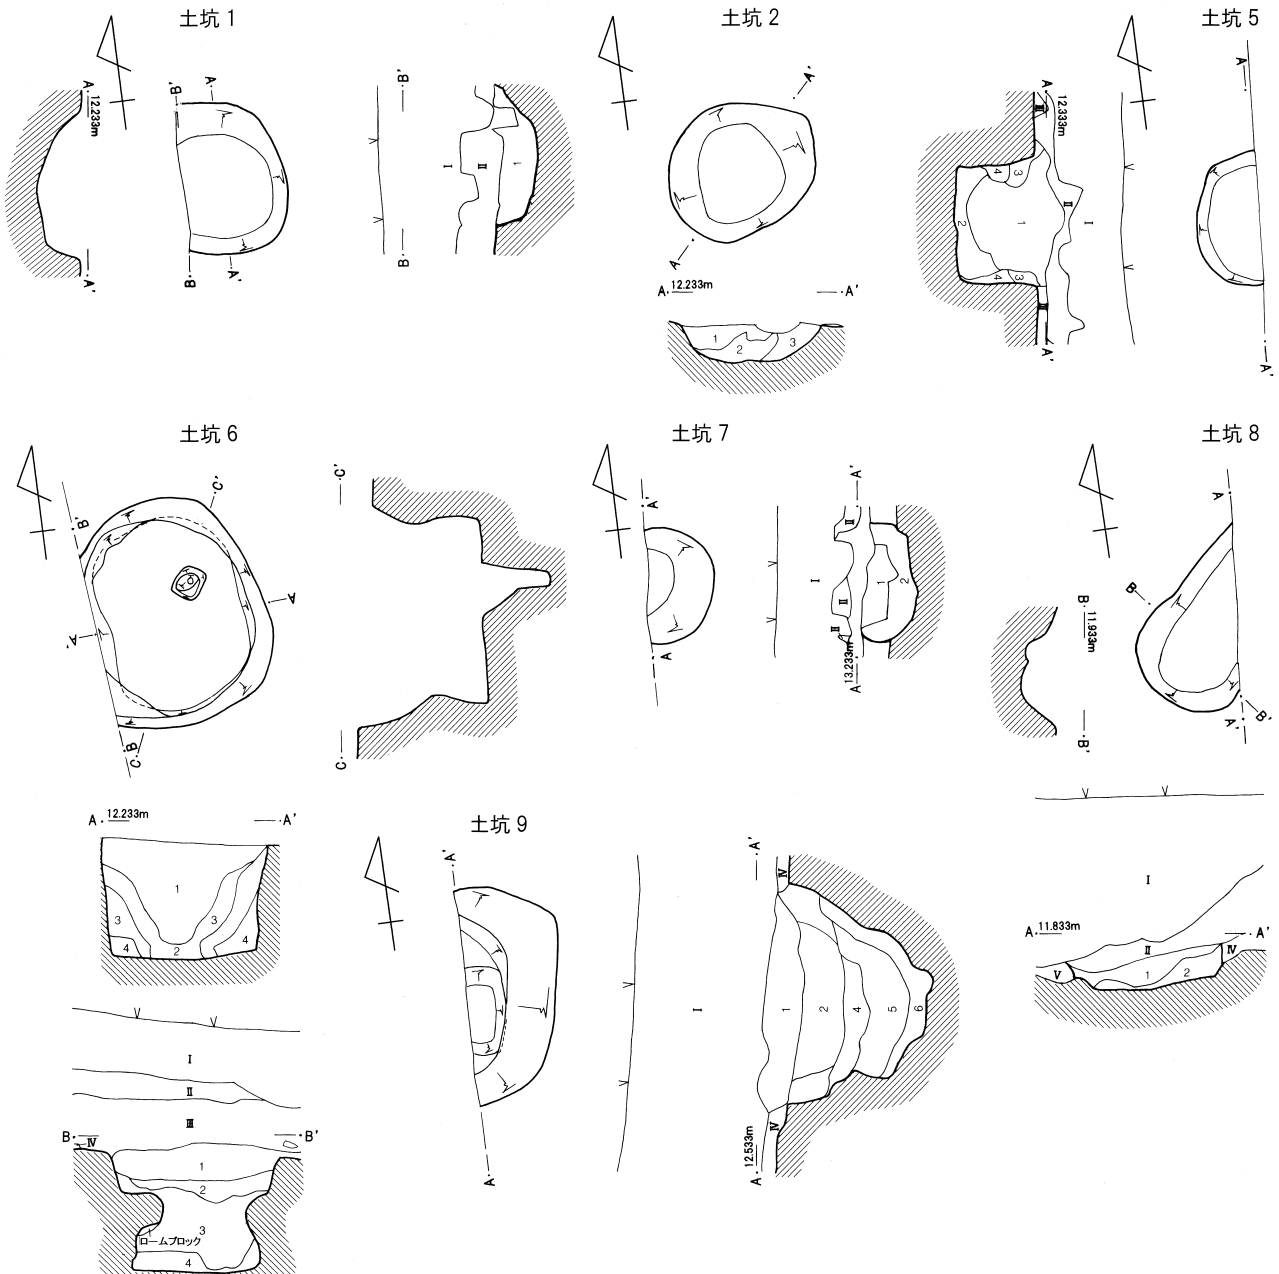 土坑 1
A
12.233m
A'
B'
B
A
A'
B'
B
I
II
1
土坑 2
A'
A
A
12.233m
A'
1
2
3
土坑 5
A
12.333m
III
4
3
II
1
I
2
4
3
III
A'
A
A'
土坑 6
C'
B'
A
A'
B
C
C'
C
A
12.233m
A'
1
3
3
4
2
4
I
II
III
B
B'
IV
1
2
3
ロームブロック
4
土坑 7
A'
A
A'
II
I
1
2
II
II
13.233m
A
土坑 8
A
B
B'
A'
B
11.933m
B'
I
A
11.833m
A'
II
IV
V
1
2
土坑 9
A'
A
A'
IV
I
1
2
4
5
6
IV
12.533m
A